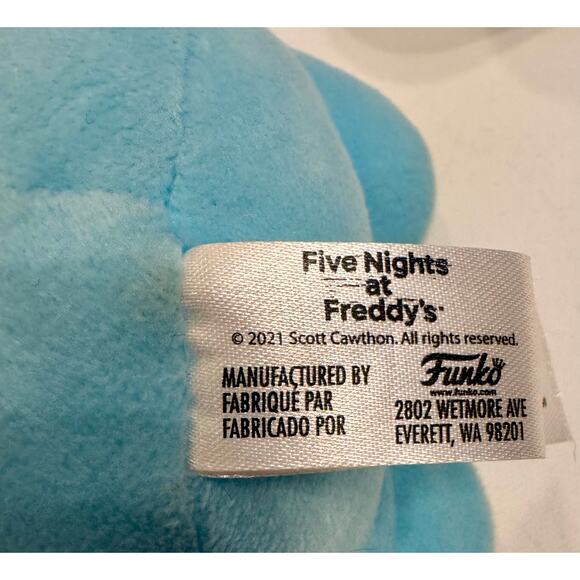 Five Nights
at
Freddy's
© 2021 Scott Cawthon. All rights reserved.
MANUFACTURED BY
FABRIQUÉ PAR
FABRICADO POR
Funko
www.funko.com
2802 WETMORE AVE
EVERETT, WA 98201